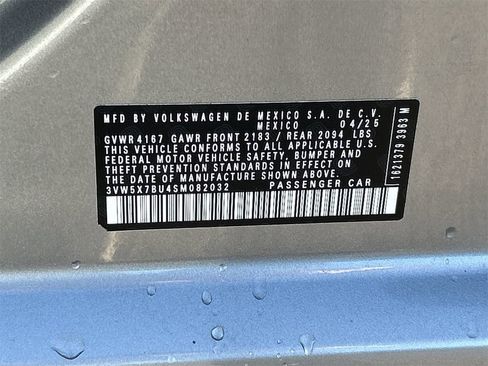 MFD BY VOLKSWAGEN DE MEXICO S.A. DE C.V.
MEXICO 04/25
GVWR 4167 GAWR FRONT 2183 / REAR 2094 LBS
THIS VEHICLE CONFORMS TO ALL APPLICABLE U.S.
FEDERAL MOTOR VEHICLE SAFETY, BUMPER AND
THEFT PREVENTION STANDARDS IN EFFECT ON THE
DATE OF MANUFACTURE SHOWN ABOVE.
3VW5X7BU4SM082032 PASSENGER CAR
1621379 3963 M